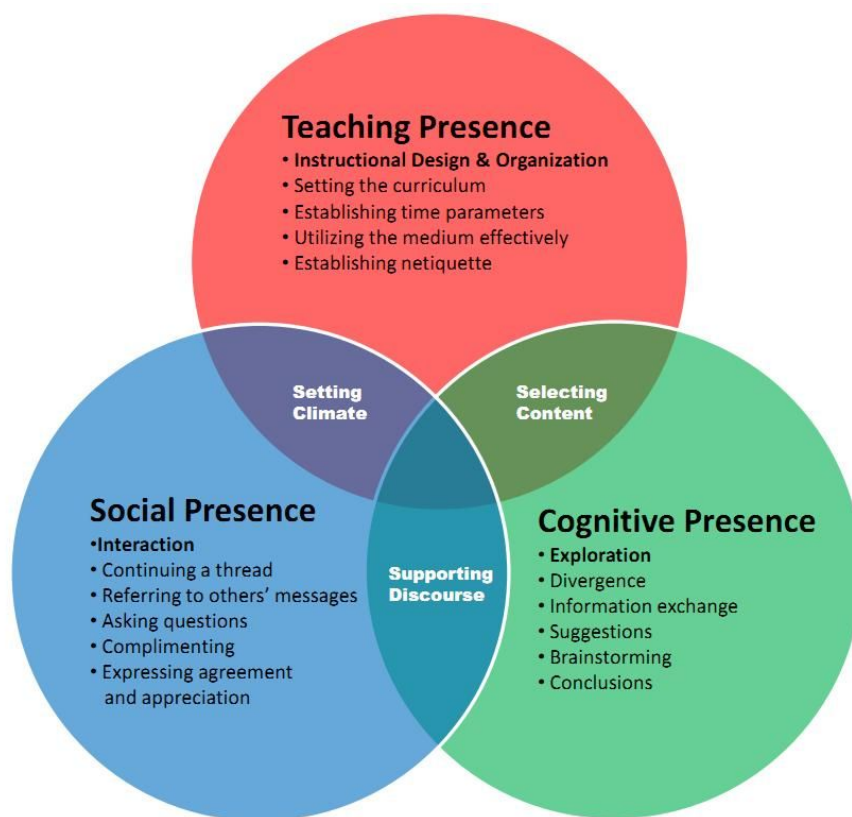 Teaching Presence
• Instructional Design & Organization
• Setting the curriculum
• Establishing time parameters
• Utilizing the medium effectively
• Establishing netiquette
Setting
Climate
Selecting
Content
Social Presence
•Interaction
• Continuing a thread
• Referring to others’ messages
• Asking questions
• Complimenting
• Expressing agreement
and appreciation
Supporting
Discourse
Cognitive Presence
• Exploration
• Divergence
• Information exchange
• Suggestions
• Brainstorming
• Conclusions